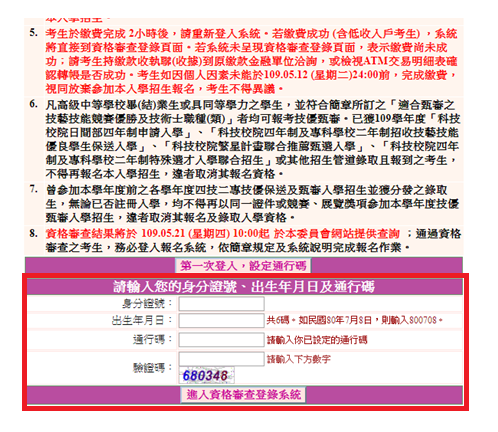 5. 考生於繳費完成 2小時後，請重新登入系統。若繳費成功 (含低收入戶考生) ，系統
將直接到資格審查登錄頁面。若系統未呈現資格審查登錄頁面，表示繳費尚未成
功；請考生持繳款收執聯(收據)到原繳款金融單位洽詢，或檢視ATM交易明細表確
認轉帳是否成功。考生如因個人因素未能於109.05.12 (星期二)24:00前，完成繳費，
視同放棄參加本入學招生報名，考生不得異議。
6. 凡高級中等學校畢(結)業生或具同等學力之學生，並符合簡章所訂之「適合甄審之
技藝技能競賽優勝及技術士職種(類)」者均可報考技優甄審。已獲109學年度「科技
校院日間部四年制申請入學」、「科技校院四年制及專科學校二年制招收技藝技能
優良學生保送入學」、「科技校院繁星計畫聯合推薦甄選入學」、「科技校院四年
制及專科學校二年制特殊選才入學聯合招生」或其他招生管道錄取且報到之考生，
不得再報名本入學招生，違者取消其報名資格。
7. 曾參加本學年度前之各學年度四技二專技優保送及甄審入學招生並獲分發之錄取
生，無論已否註冊入學，均不得再以同一證件或競賽、展覽獎項參加本學年度技優
甄審入學招生，違者取消其報名及錄取入學資格。
8. 資格審查結果將於 109.05.21 (星期四) 10:00起 於本委員會網站提供查詢 ；通過資格
審查之考生，務必登入報名系統，依簡章規定及系統說明完成報名作業。
第一次登入，設定通行碼
請輸入您的身分證號、出生年月日及通行碼
身分證號：
出生年月日： 共6碼。如民國80年7月8日，則輸入800708。
通行碼： 請輸入你已設定的通行碼
驗證碼： 請輸入下方數字
680348
進入資格審查登錄系統